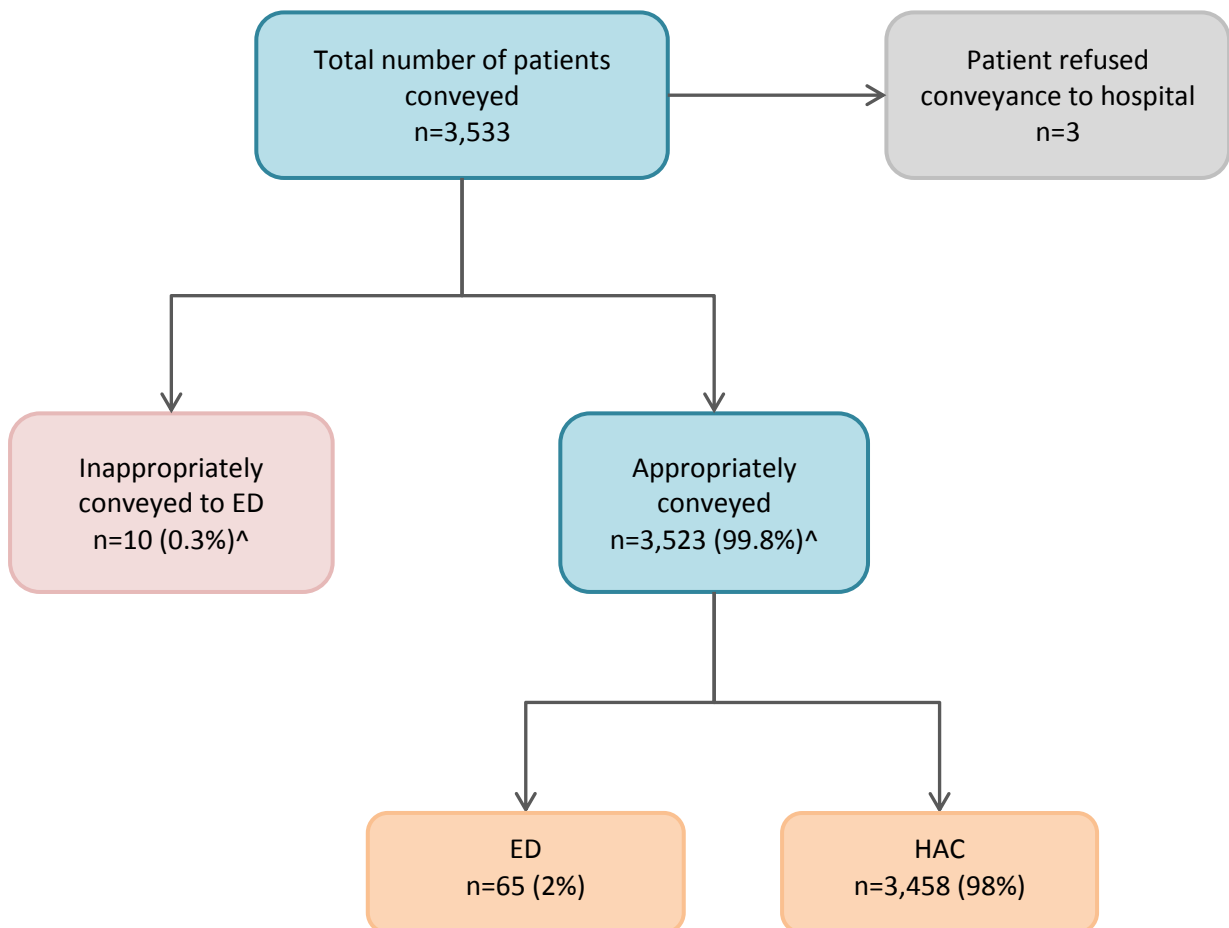 Total number of patients
conveyed
n=3,533
Patient refused
conveyance to hospital
n=3
Inappropriately
conveyed to ED
n=10 (0.3%)^
Appropriately
conveyed
n=3,523 (99.8%)^
ED
n=65 (2%)
HAC
n=3,458 (98%)